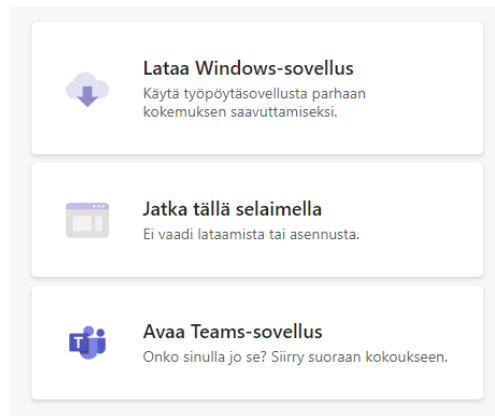 Lataa Windows-sovellus
Käytä työpöytäsovellusta parhaan
kokemuksen saavuttamiseksi.
Jatka tällä selaimella
Ei vaadi lataamista tai asennusta.
T
Avaa Teams-sovellus
Onko sinulla jo se? Siirry suoraan kokoukseen.